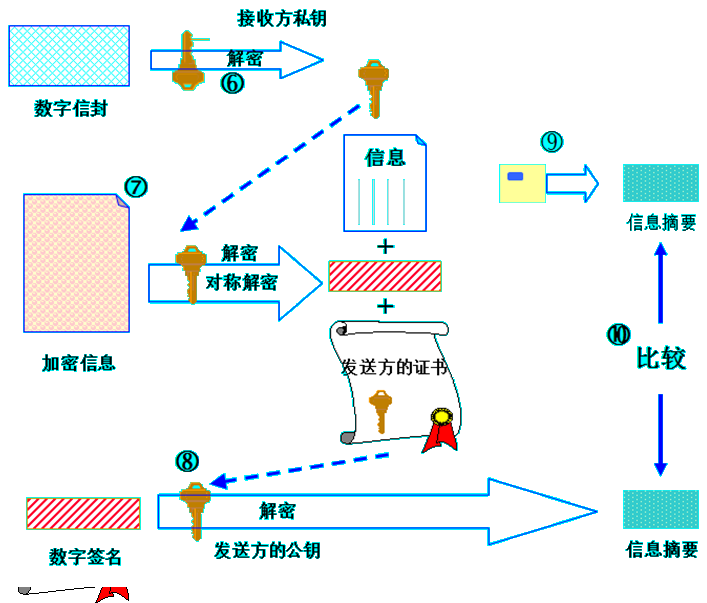 接收方私钥
解密
⑥
数字信封
⑦
信息
⑨
信息摘要
+
解密
对称解密
+
加密信息
发送方的证书
⑩
比较
⑧
解密
数字签名
发送方的公钥
信息摘要